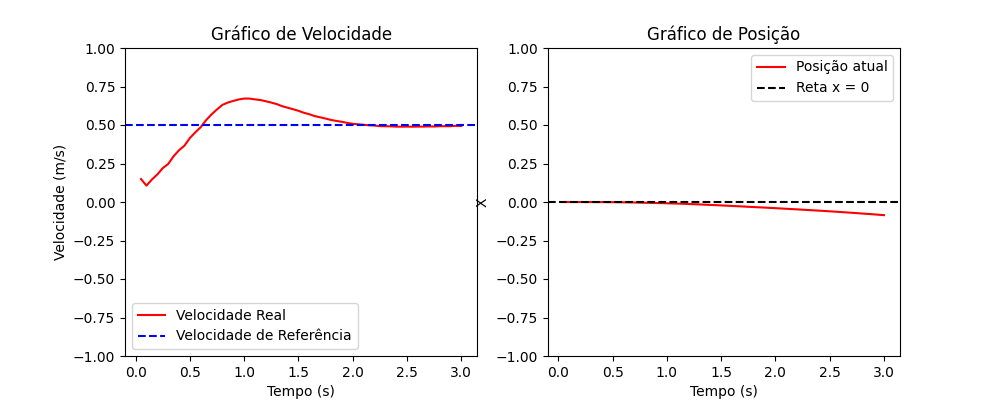 Gráfico de Velocidade
1.00
0.75
0.50
0.25
0.00
−0.25
−0.50
−0.75
−1.00
Velocidade (m/s)
Velocidade Real
Velocidade de Referência
0.0 0.5 1.0 1.5 2.0 2.5 3.0
Tempo (s)
Gráfico de Posição
1.00
0.75
0.50
0.25
0.00
−0.25
−0.50
−0.75
−1.00
X
Posição atual
Reta x = 0
0.0 0.5 1.0 1.5 2.0 2.5 3.0
Tempo (s)